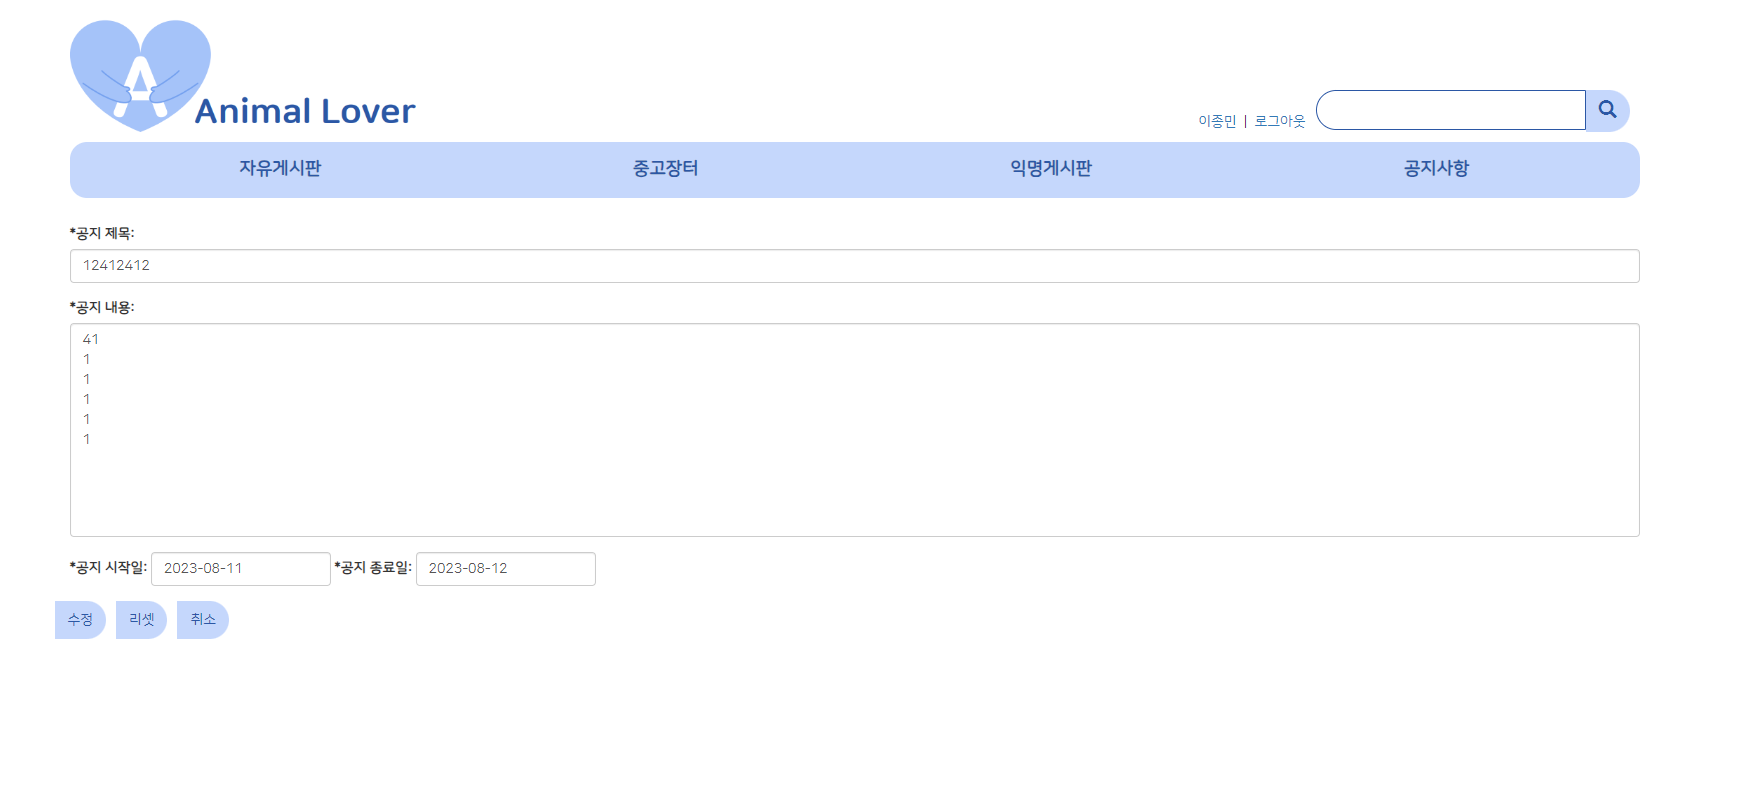 A
Animal Lover
이종민 | 로그아웃
자유게시판 중고장터 익명게시판 공지사항
*공지 제목:
12412412
*공지 내용:
41
1
1
1
1
1
*공지 시작일: 2023-08-11 *공지 종료일: 2023-08-12
수정 리셋 취소